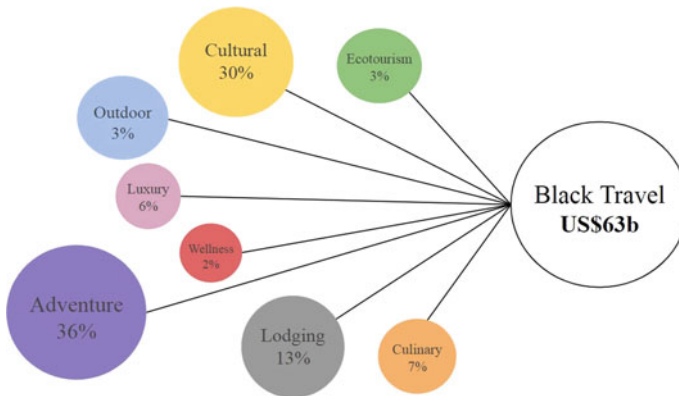 Cultural
30%
Ecotourism
3%
Outdoor
3%
Luxury
6%
Black Travel
US$63b
Wellness
2%
Adventure
36%
Lodging
13%
Culinary
7%